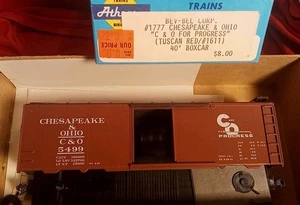 Athe
TRAINS
BEV-BEL CORP.
#1777 CHESAPEAKE & OHIO
"C & O FOR PROGRESS"
(TUSCAN RED/#1611)
40' BOXCAR
$8.00
OUR PRICE
CHESAPEAKE
&
OHIO
C&O
5499
C&O
FOR
PROGRESS